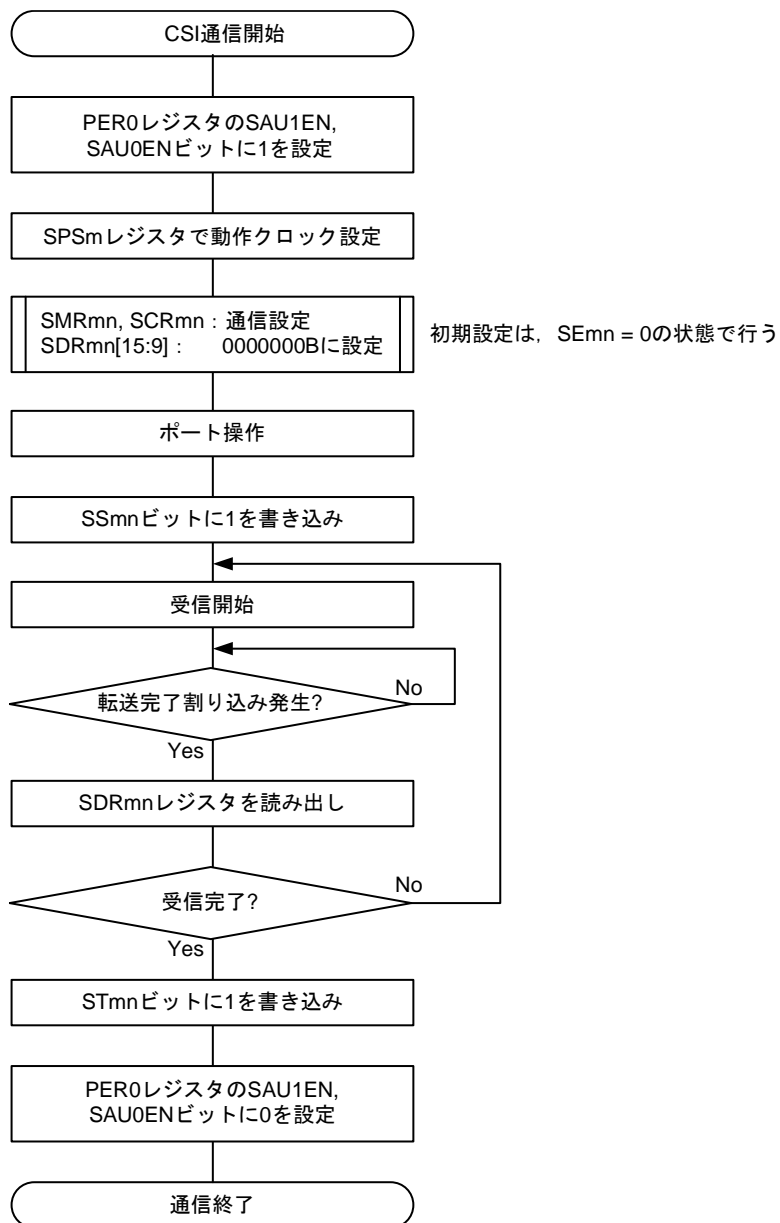 CSI通信開始
PER0レジスタのSAU1EN,
SAU0ENビットに1を設定
SPSmレジスタで動作クロック設定
SMRmn, SCRmn：通信設定
SDRmn[15:9]： 0000000Bに設定
初期設定は，SEmn = 0の状態で行う
ポート操作
SSmnビットに1を書き込み
受信開始
転送完了割り込み発生?
No
Yes
SDRmnレジスタを読み出し
受信完了?
No
Yes
STmnビットに1を書き込み
PER0レジスタのSAU1EN,
SAU0ENビットに0を設定
通信終了